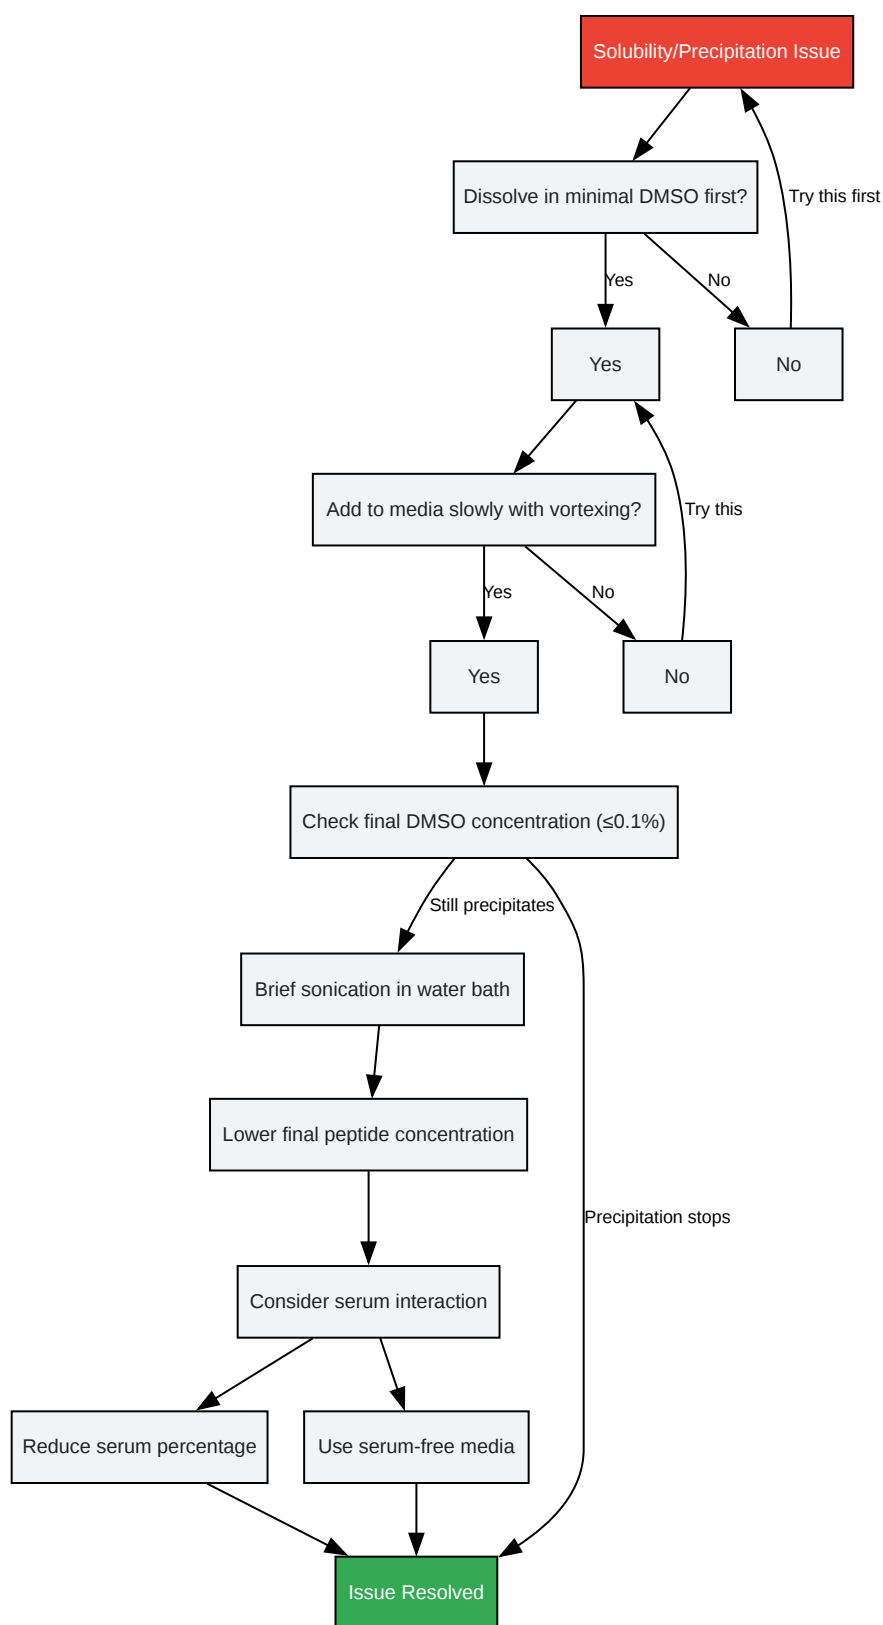 Solubility/Precipitation Issue
Dissolve in minimal DMSO first?
Try this first
Yes
No
Yes
No
Add to media slowly with vortexing?
Try this
Yes
No
Yes
No
Check final DMSO concentration (≤0.1%)
Still precipitates
Brief sonication in water bath
Lower final peptide concentration
Precipitation stops
Consider serum interaction
Reduce serum percentage
Use serum-free media
Issue Resolved